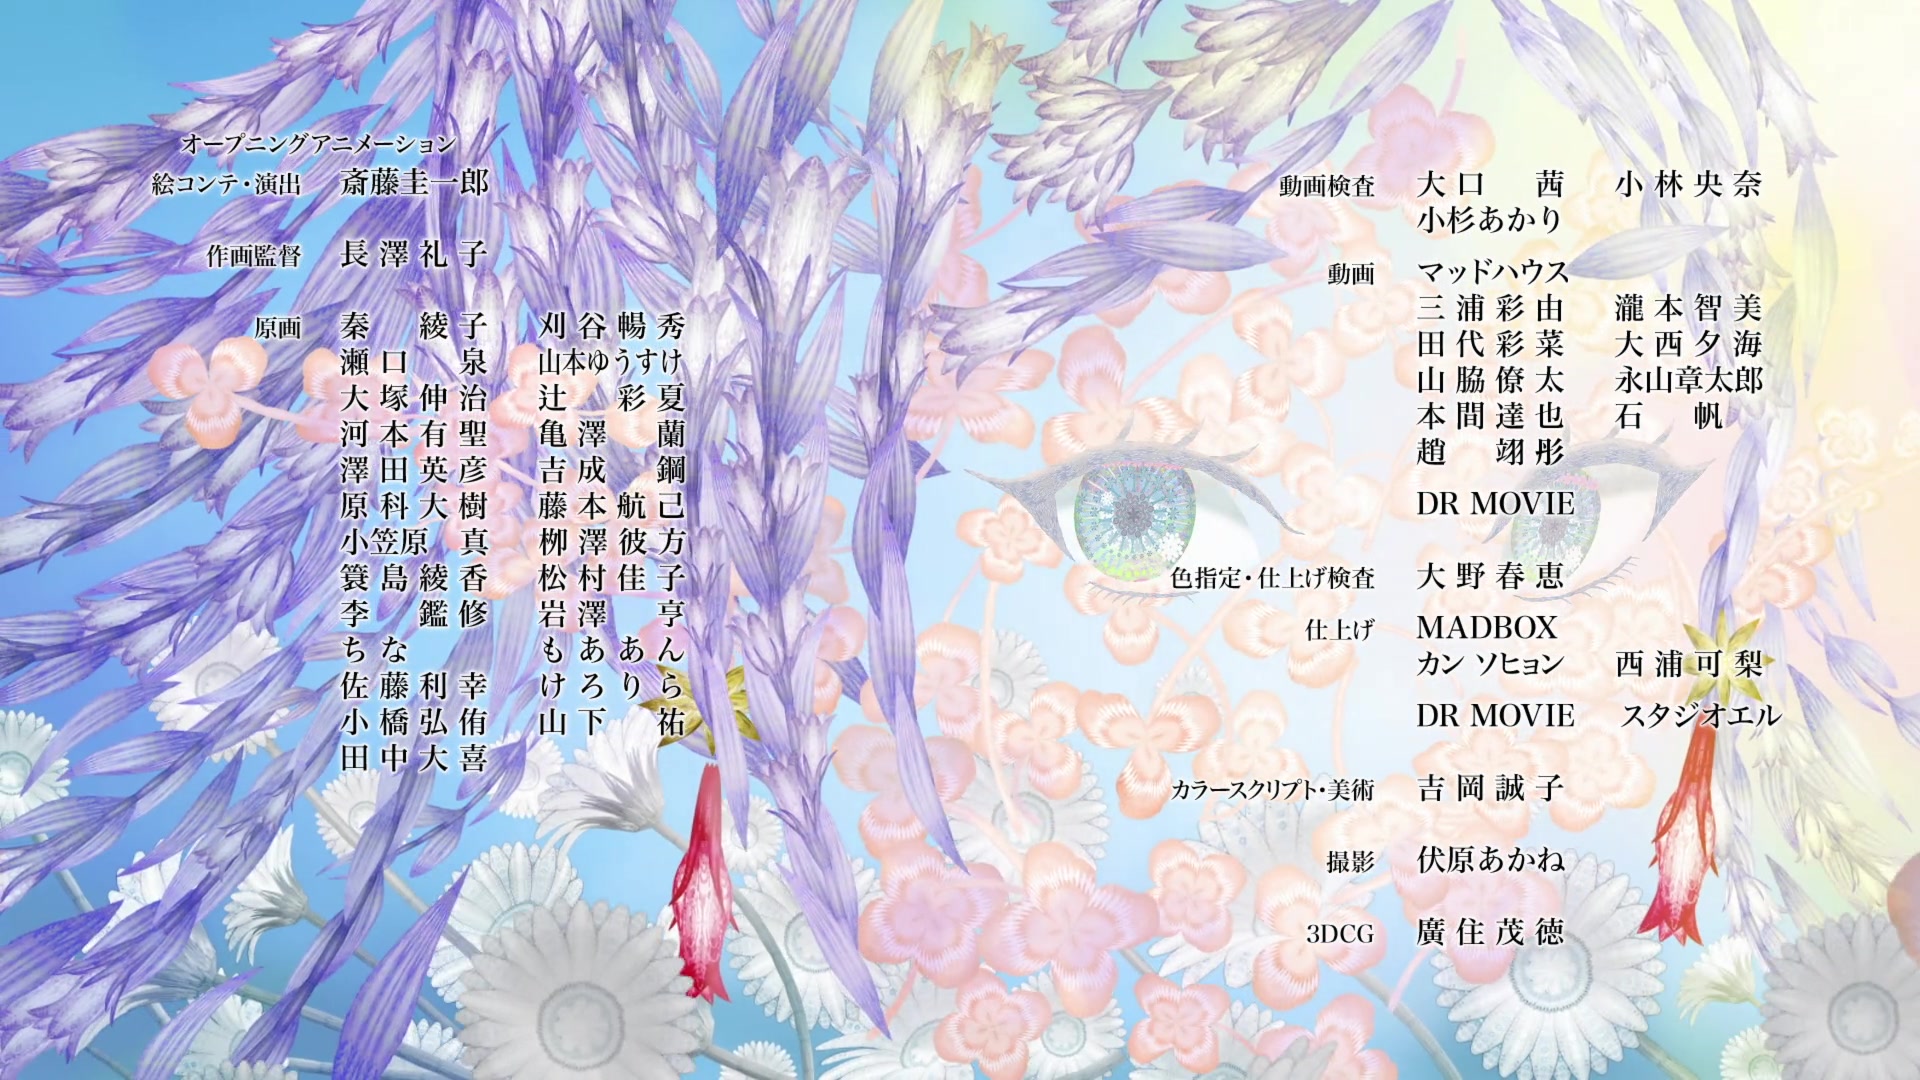 オープニングアニメーション
絵コンテ・演出 斎藤圭一郎
作画監督 長澤礼子
原画 秦 綾子 刈谷暢秀
瀬口 泉 山本ゆうすけ
大塚伸治 辻 彩夏
河本有聖 亀澤 蘭
澤田英彦 吉成 鋼
原科大樹 藤本航己
小笠原 真 栁澤彼方
簑島綾香 松村佳子
李 鑑修 岩澤 亨
ちな もああん
佐藤利幸 けろりら
小橋弘侑 山下 祐
田中大喜
動画検査 大口 茜 小林央奈
小杉あかり
動画 マッドハウス
三浦彩由 瀧本智美
田代彩菜 大西夕海
山脇僚太 永山章太郎
本間達也 石 帆
趙 翊彤
DR MOVIE
色指定・仕上げ検査 大野春恵
仕上げ MADBOX
カン ソヒョン 西浦可梨
DR MOVIE スタジオエル
カラースクリプト・美術 吉岡誠子
撮影 伏原あかね
3DCG 廣住茂徳